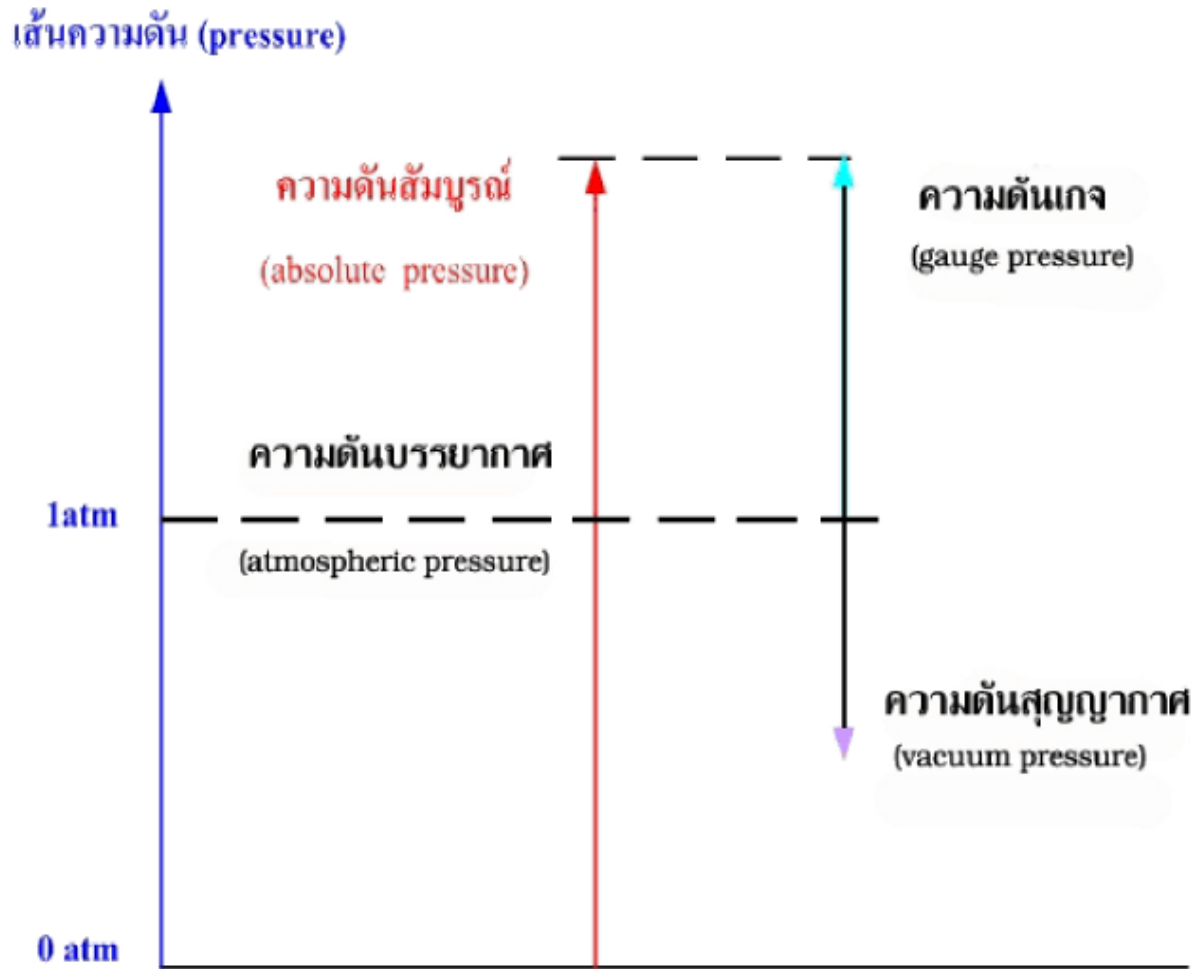 เส้นความดัน (pressure)
ความดันสัมบูรณ์
(absolute pressure)
ความดันเกจ
(gauge pressure)
ความดันบรรยากาศ
1atm
(atmospheric pressure)
ความดันสุญญากาศ
(vacuum pressure)
0 atm